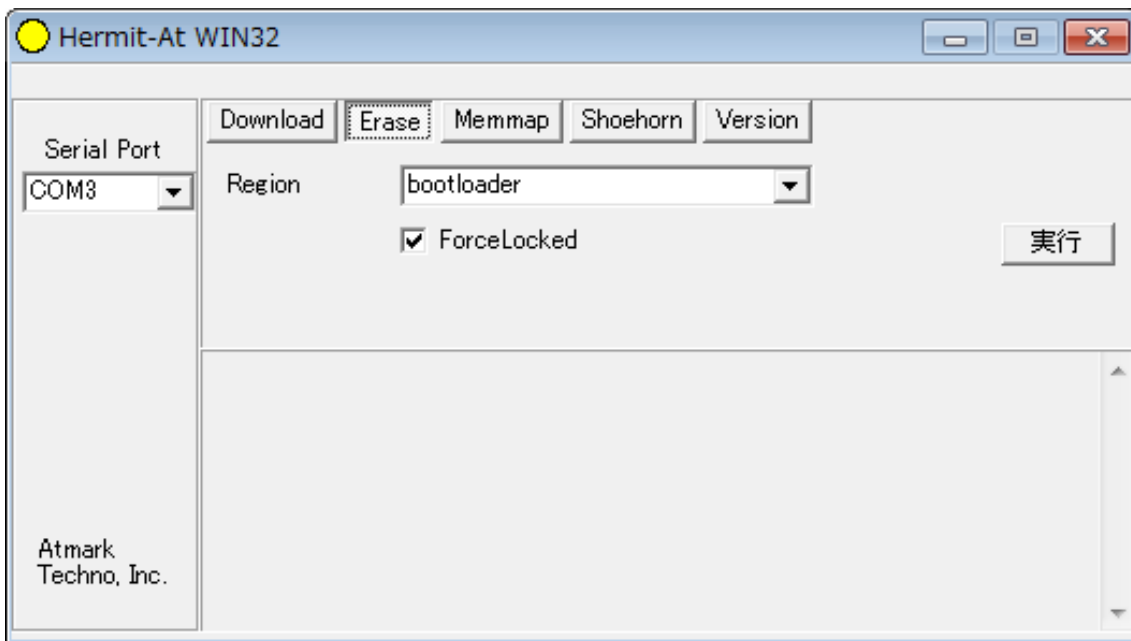 Hermit-At WIN32
Serial Port
COM3
Download Erase Memmap Shoehorn Version
Region bootloader
ForceLocked
実行
Atmark
Techno, Inc.